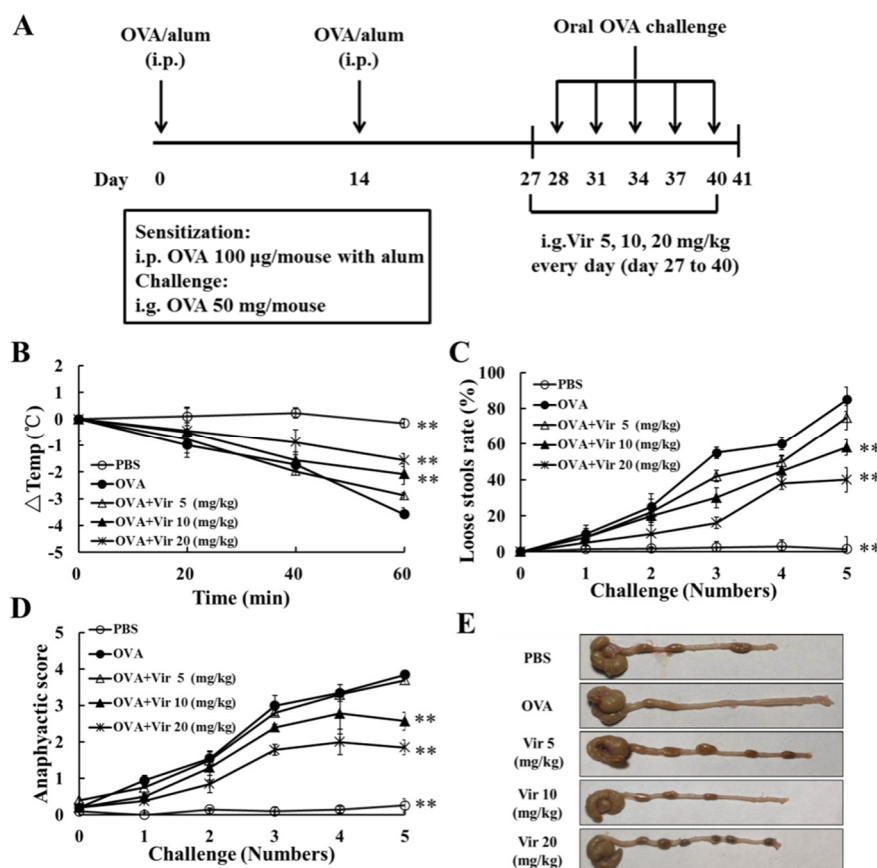 A
OVA/alum
(i.p.)
OVA/alum
(i.p.)
Oral OVA challenge
Day 0 14 27 28 31 34 37 40 41
Sensitization:
i.p. OVA 100 μg/mouse with alum
Challenge:
i.g. OVA 50 mg/mouse
i.g.Vir 5, 10, 20 mg/kg
every day (day 27 to 40)
B
△Temp (℃)
2
1
0
-1
-2
-3
-4
-5
PBS
OVA
OVA+Vir 5 (mg/kg)
OVA+Vir 10 (mg/kg)
OVA+Vir 20 (mg/kg)
**
**
**
0 20 40 60
Time (min)
C
Loose stools rate (%)
100
80
60
40
20
0
PBS
OVA
OVA+Vir 5 (mg/kg)
OVA+Vir 10 (mg/kg)
OVA+Vir 20 (mg/kg)
**
**
**
0 1 2 3 4 5
Challenge (Numbers)
D
Anaphyactic score
5
4
3
2
1
0
PBS
OVA
OVA+Vir 5 (mg/kg)
OVA+Vir 10 (mg/kg)
OVA+Vir 20 (mg/kg)
**
**
**
0 1 2 3 4 5
Challenge (Numbers)
E
PBS
OVA
Vir 5
(mg/kg)
Vir 10
(mg/kg)
Vir 20
(mg/kg)